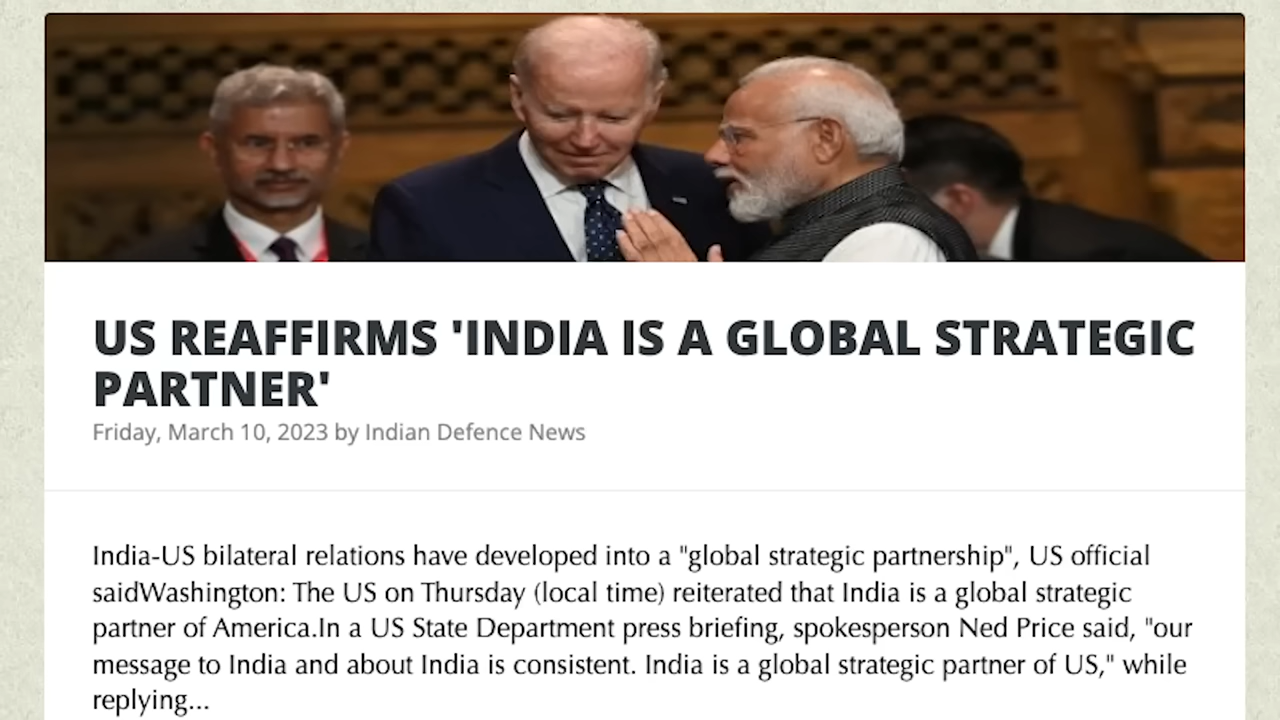 US REAFFIRMS 'INDIA IS A GLOBAL STRATEGIC
PARTNER'
Friday, March 10, 2023 by Indian Defence News
India-US bilateral relations have developed into a "global strategic partnership", US official
saidWashington: The US on Thursday (local time) reiterated that India is a global strategic
partner of America.In a US State Department press briefing, spokesperson Ned Price said, "our
message to India and about India is consistent. India is a global strategic partner of US," while
replying...